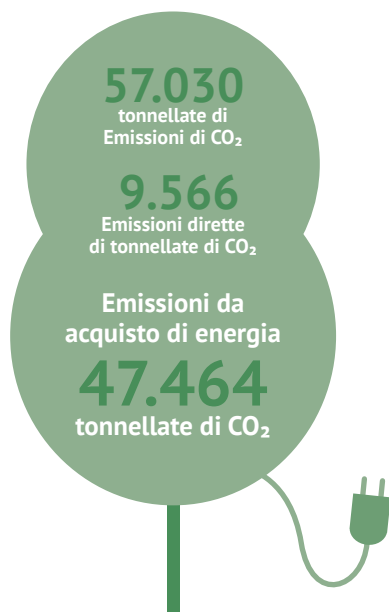 57.030
tonnellate di
Emissioni di CO₂
9.566
Emissioni dirette
di tonnellate di CO₂
Emissioni da
acquisto di energia
47.464
tonnellate di CO₂